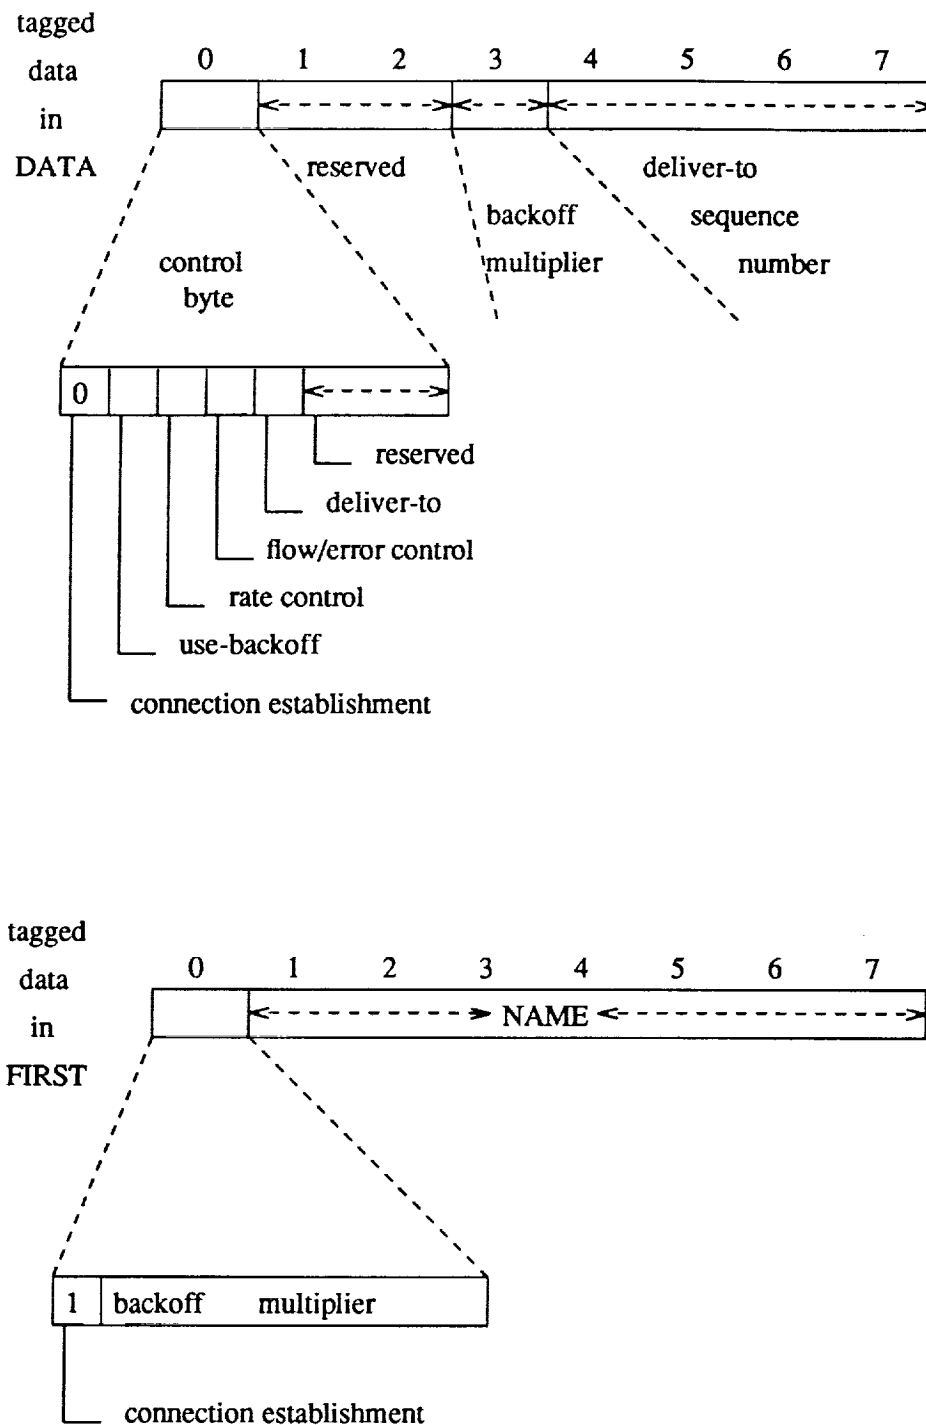 tagged
data
in
DATA
0 1 2 3 4 5 6 7
reserved
deliver-to
backoff
sequence
multiplier
number
control
byte
0
reserved
deliver-to
flow/error control
rate control
use-backoff
connection establishment
tagged
data
in
FIRST
0 1 2 3 4 5 6 7
NAME
1 backoff multiplier
connection establishment